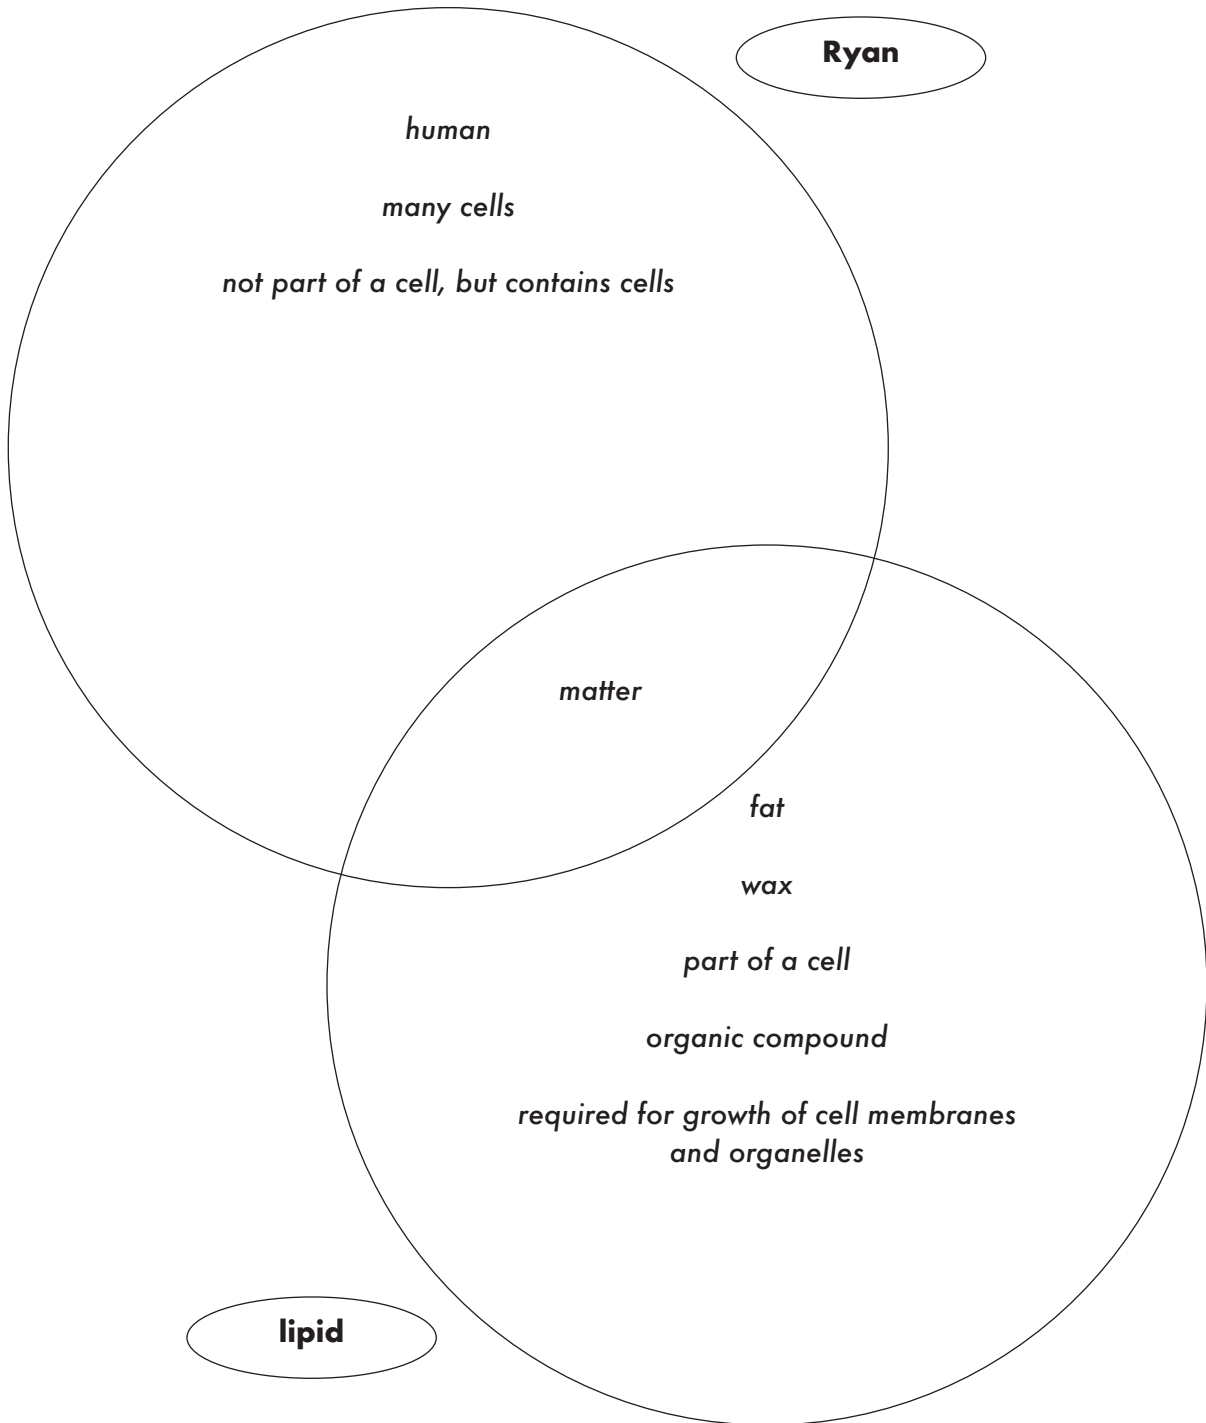 Ryan
human
many cells
not part of a cell, but contains cells
matter
fat
wax
part of a cell
organic compound
required for growth of cell membranes
and organelles
lipid